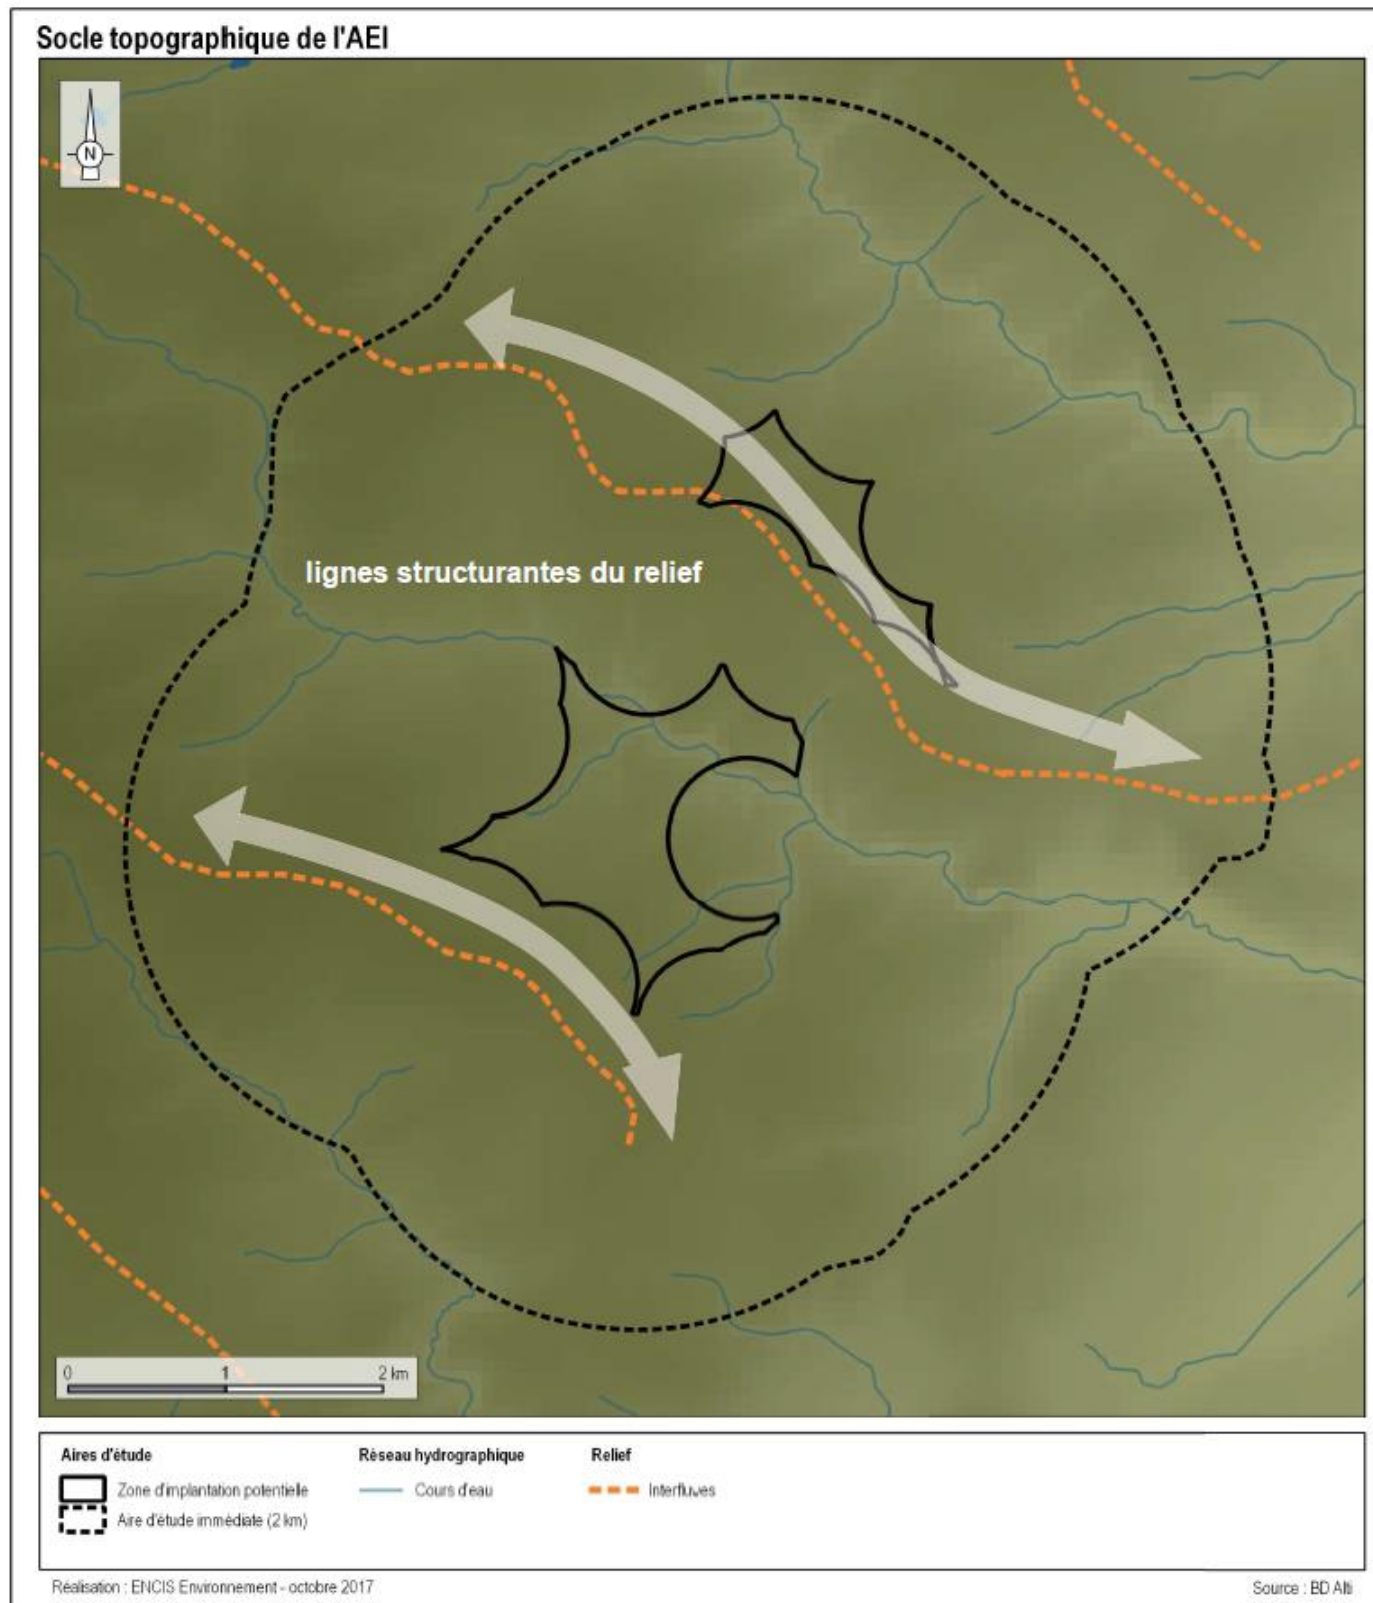 Socle topographique de l'AEI
N
lignes structurantes du relief
0 1 2 km
Aires d'étude
Zone d'implantation potentielle
Aire d'étude immédiate (2 km)
Réseau hydrographique
Cours d'eau
Relief
Interfluves
Réalisation : ENCIS Environnement - octobre 2017
Source : BD Alti